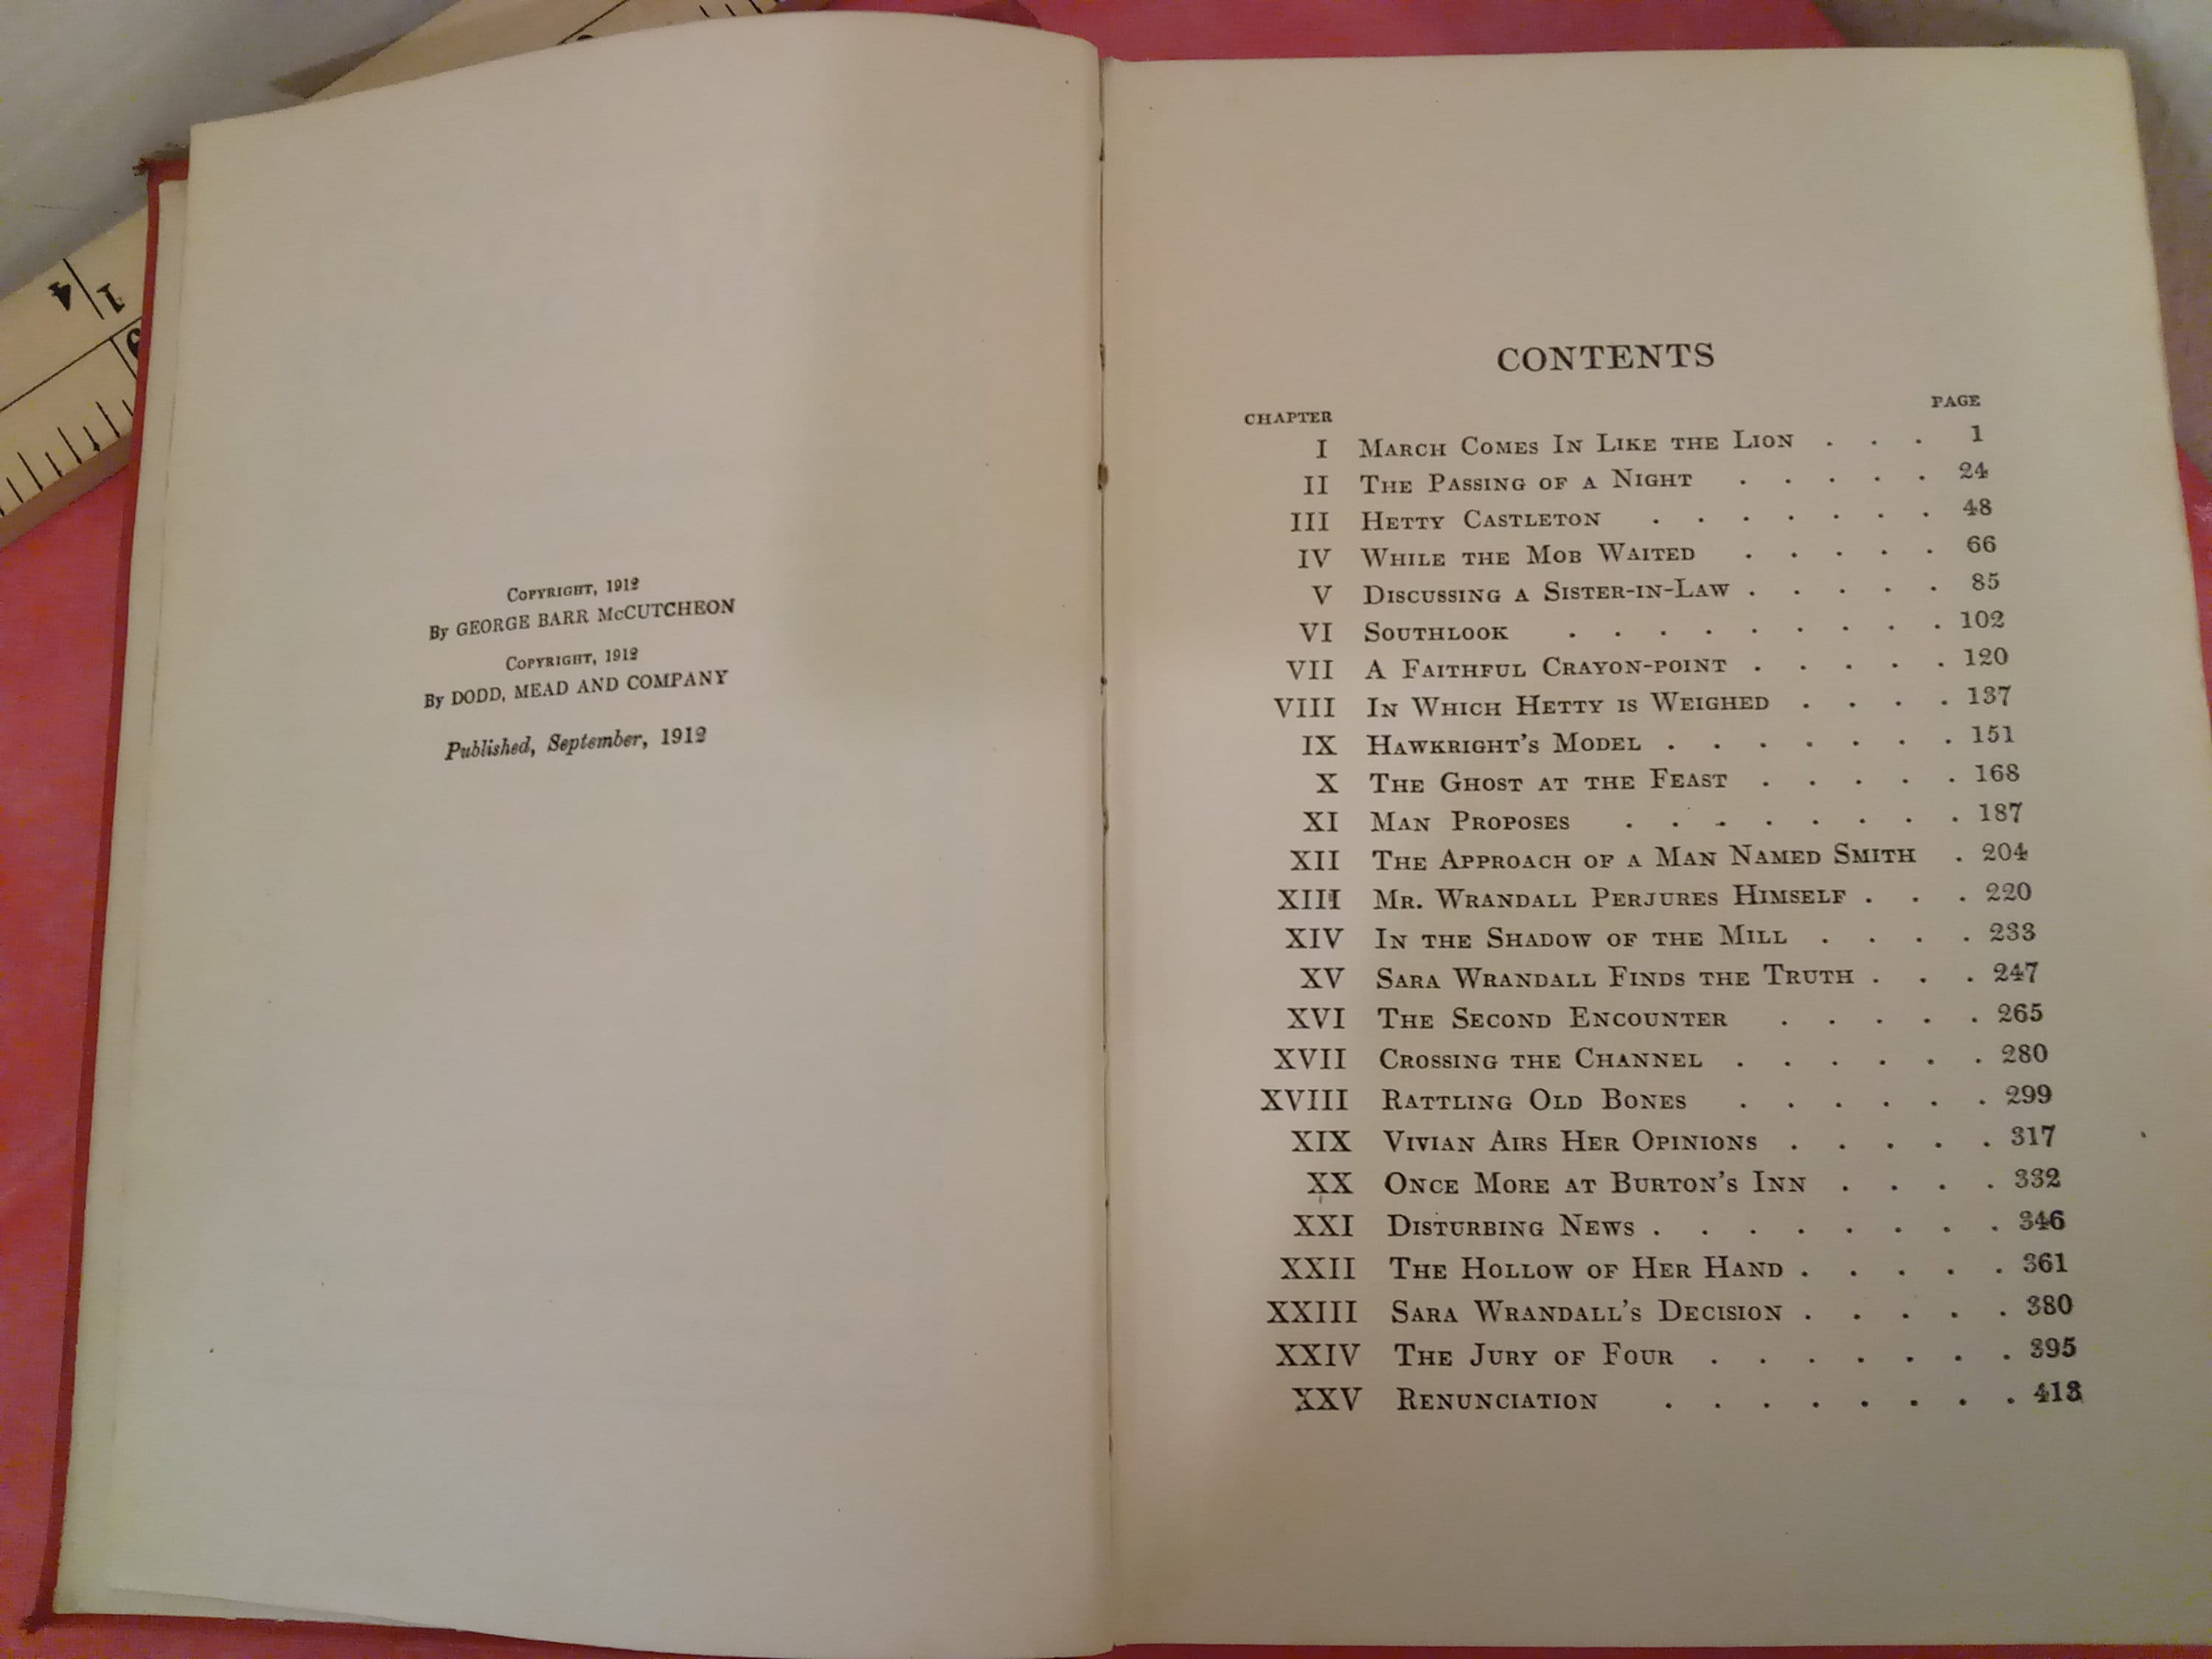 4 1
COPYRIGHT, 1912
By GEORGE BARR McCUTCHEON
COPYRIGHT, 1912
By DODD, MEAD AND COMPANY
Published, September, 1912
CONTENTS
CHAPTER PAGE
I MARCH COMES IN LIKE THE LION . . . 1
II THE PASSING OF A NIGHT . . . . . 24
III HETTY CASTLETON . . . . . . . 48
IV WHILE THE MOB WAITED . . . . . 66
V DISCUSSING A SISTER-IN-LAW . . . . . 85
VI SOUTHLOOK . . . . . . . . . 102
VII A FAITHFUL CRAYON-POINT . . . . . 120
VIII IN WHICH HETTY IS WEIGHED . . . . 137
IX HAWKRIGHT'S MODEL . . . . . . . 151
X THE GHOST AT THE FEAST . . . . . 168
XI MAN PROPOSES . . . . . . . . 187
XII THE APPROACH OF A MAN NAMED SMITH . 204
XIII MR. WRANDALL PERJURES HIMSELF . . . 220
XIV IN THE SHADOW OF THE MILL . . . . 233
XV SARA WRANDALL FINDS THE TRUTH . . . 247
XVI THE SECOND ENCOUNTER . . . . . 265
XVII CROSSING THE CHANNEL . . . . . . 280
XVIII RATTLING OLD BONES . . . . . . 299
XIX VIVIAN AIRS HER OPINIONS . . . . . 317
XX ONCE MORE AT BURTON'S INN . . . . 332
XXI DISTURBING NEWS . . . . . . . . 346
XXII THE HOLLOW OF HER HAND . . . . . 361
XXIII SARA WRANDALL'S DECISION . . . . . 380
XXIV THE JURY OF FOUR . . . . . . . 395
XXV RENUNCIATION . . . . . . . . 413